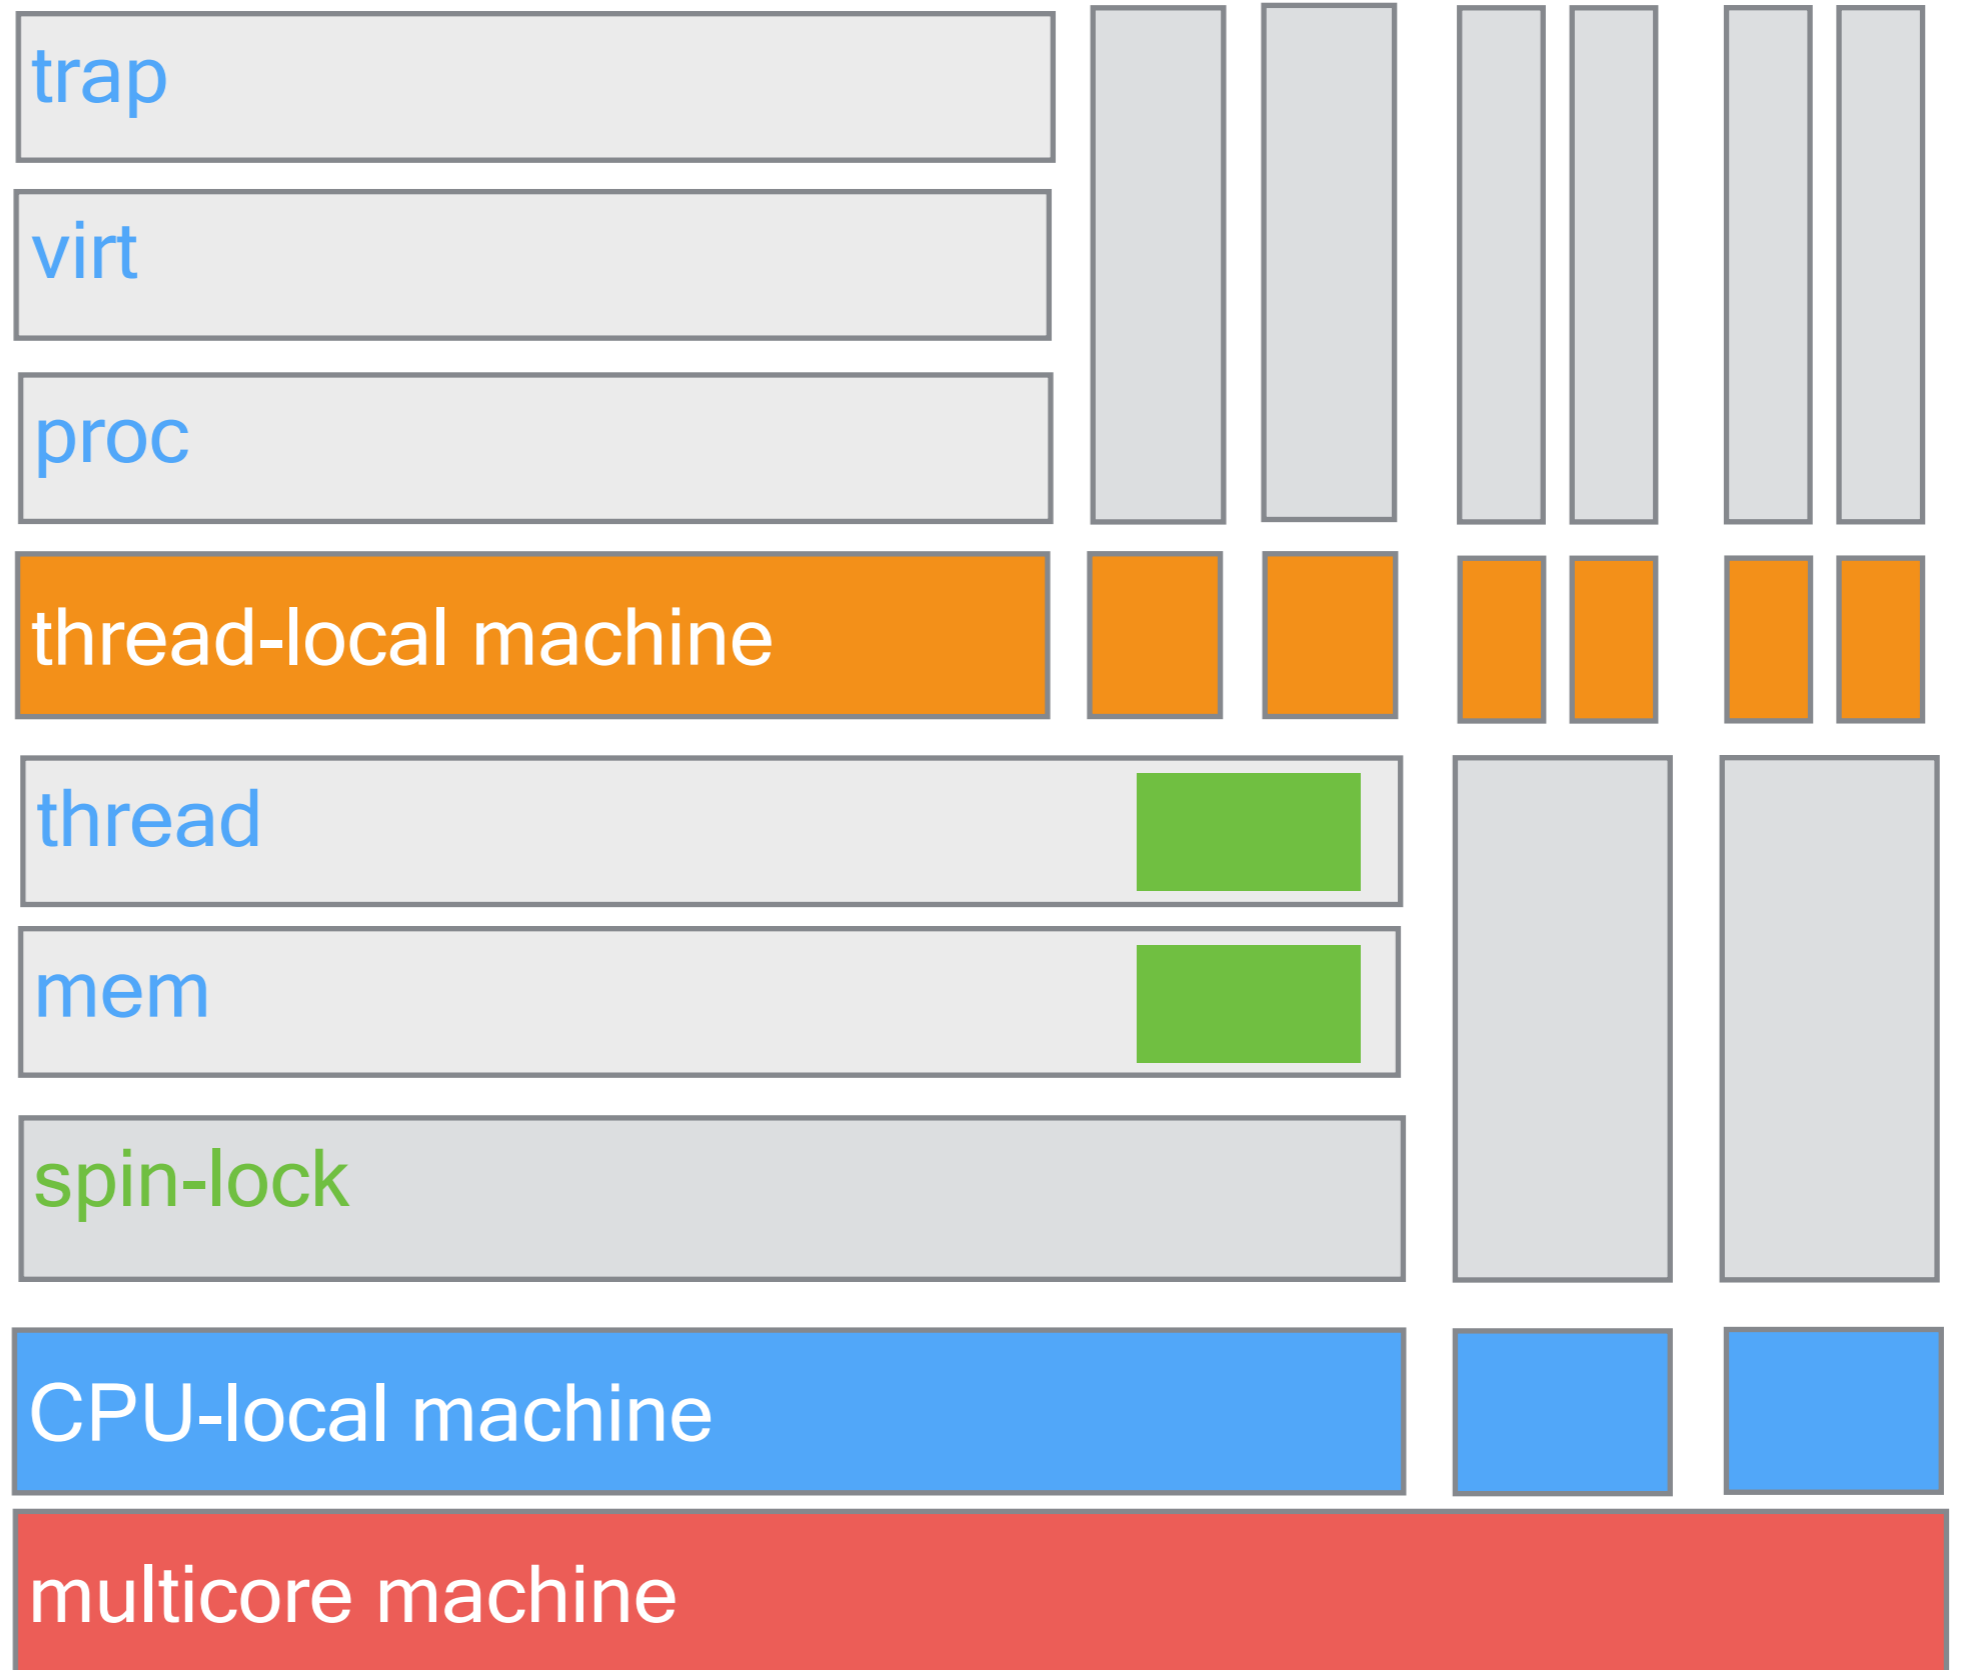 trap
virt
proc
thread-local machine
thread
mem
spin-lock
CPU-local machine
multicore machine